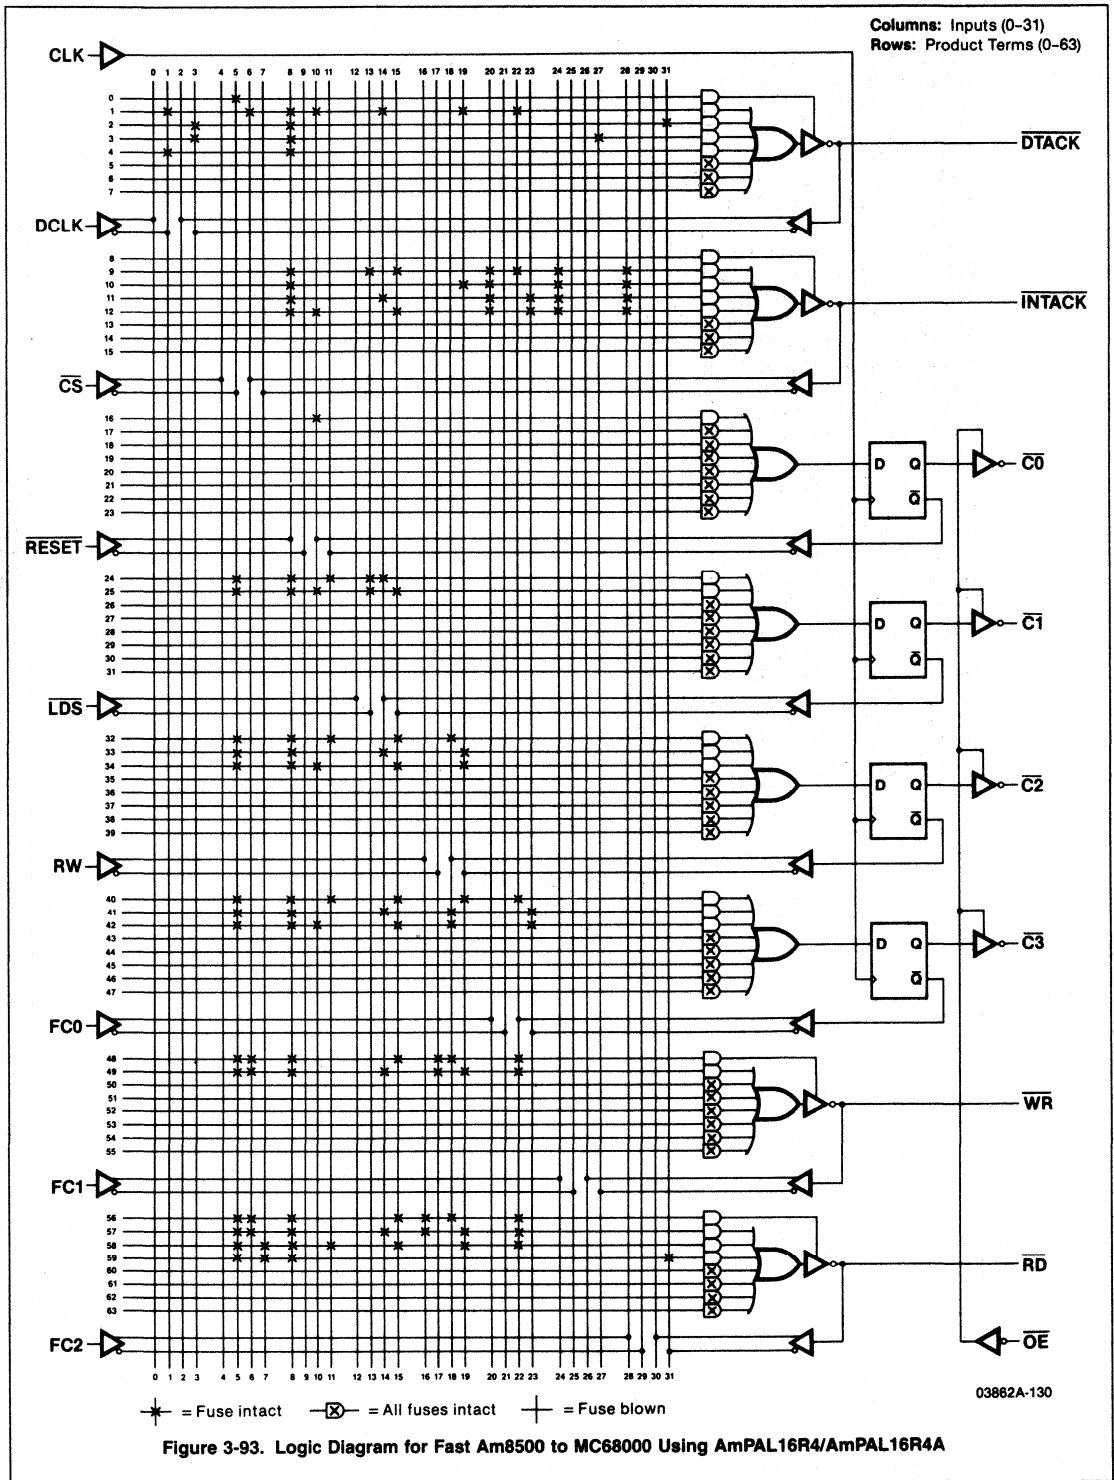 Columns: Inputs (0–31)
Rows: Product Terms (0–63)
CLK
0 1 2 3 4 5 6 7 8 9 10 11 12 13 14 15 16 17 18 19 20 21 22 23 24 25 26 27 28 29 30 31
0
1
2
3
4
5
6
7
DTACK
DCLK
8
9
10
11
12
13
14
15
INTACK
CS
16
17
18
19
20
21
22
23
D Q
Q
C0
RESET
24
25
26
27
28
29
30
31
D Q
Q
C1
LDS
32
33
34
35
36
37
38
39
D Q
Q
C2
RW
40
41
42
43
44
45
46
47
D Q
Q
C3
FC0
48
49
50
51
52
53
54
55
WR
FC1
56
57
58
59
60
61
62
63
RD
FC2
OE
0 1 2 3 4 5 6 7 8 9 10 11 12 13 14 15 16 17 18 19 20 21 22 23 24 25 26 27 28 29 30 31
03862A-130
= Fuse intact = All fuses intact = Fuse blown
Figure 3-93. Logic Diagram for Fast Am8500 to MC68000 Using AmPAL16R4/AmPAL16R4A